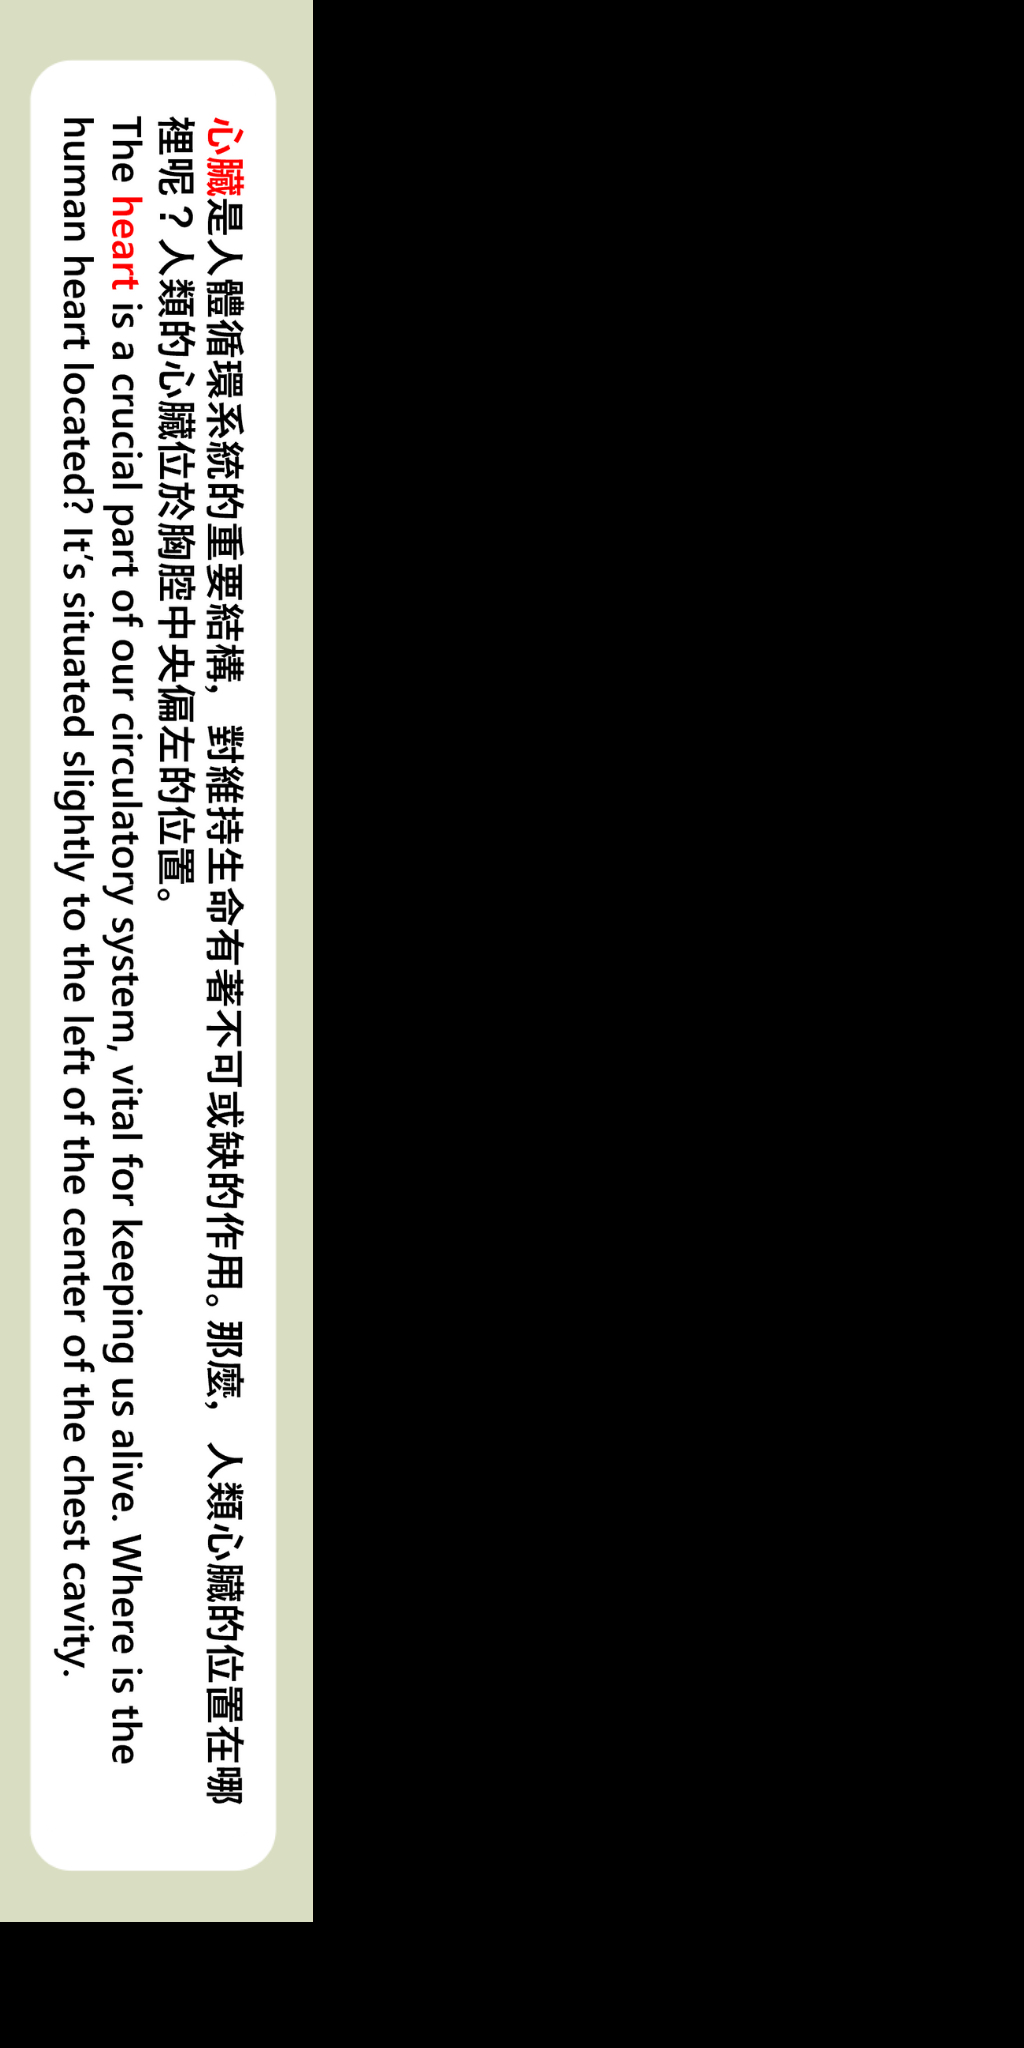 心臟是人體循環系統的重要結構，對維持生命有著不可或缺的作用。那麼，人類心臟的位置在哪
裡呢？人類的心臟位於胸腔中央偏左的位置。
The heart is a crucial part of our circulatory system, vital for keeping us alive. Where is the
human heart located? It's situated slightly to the left of the center of the chest cavity.